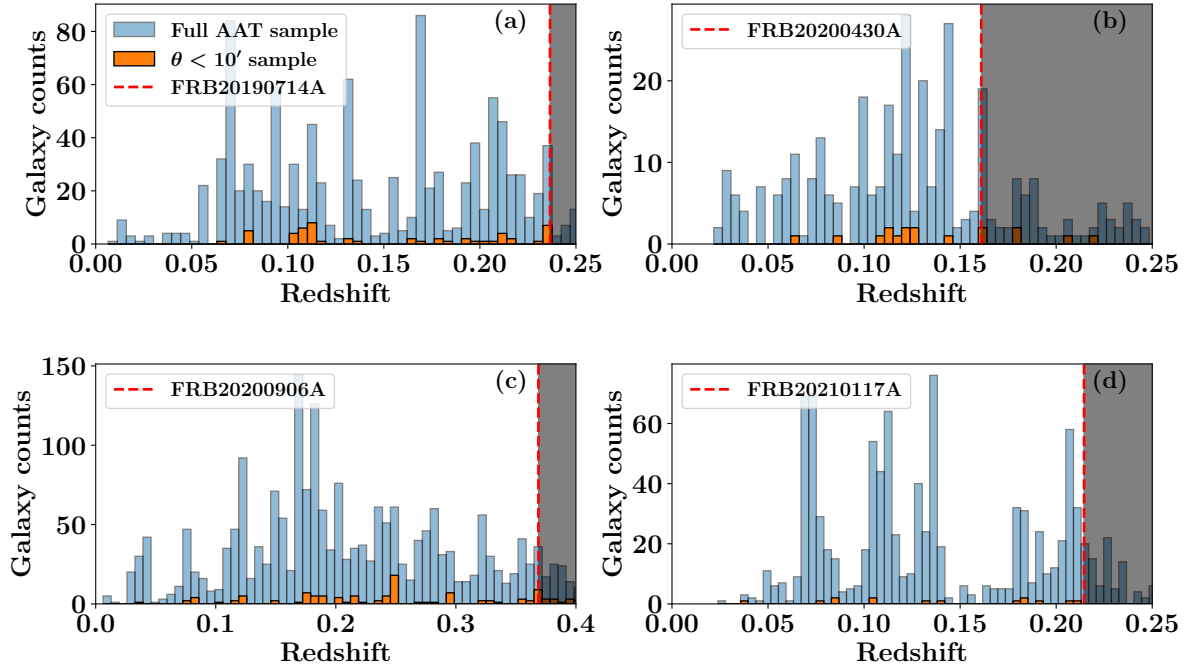 (a)
Full AAT sample
θ < 10′ sample
FRB20190714A
80
60
40
20
0
Galaxy counts
0.00 0.05 0.10 0.15 0.20 0.25
Redshift
(b)
FRB20200430A
20
10
0
Galaxy counts
0.00 0.05 0.10 0.15 0.20 0.25
Redshift
(c)
FRB20200906A
150
100
50
0
Galaxy counts
0.0 0.1 0.2 0.3 0.4
Redshift
(d)
FRB20210117A
60
40
20
0
Galaxy counts
0.00 0.05 0.10 0.15 0.20 0.25
Redshift